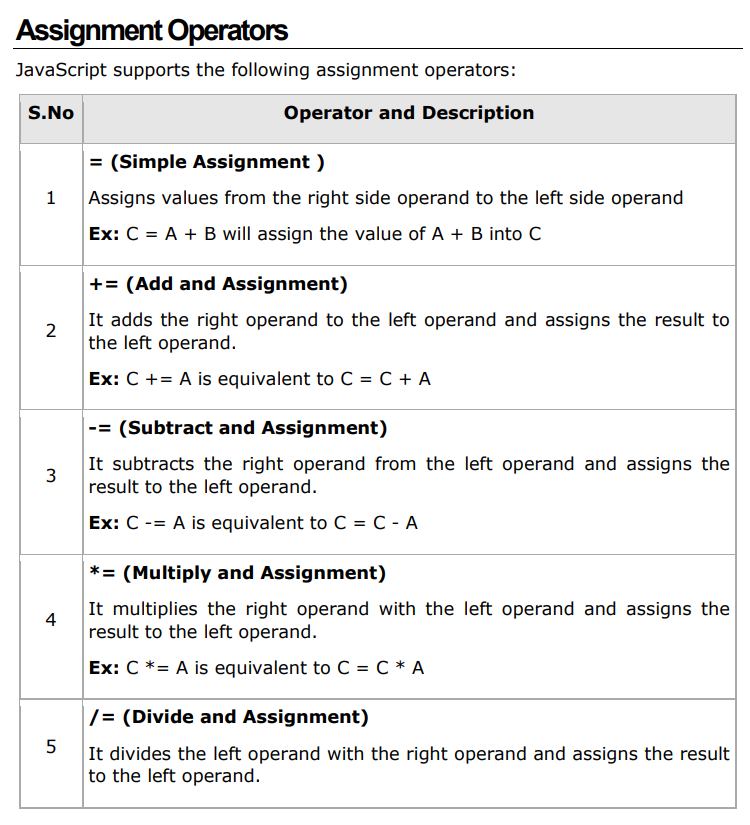 Assignment Operators
JavaScript supports the following assignment operators:
S.No Operator and Description
= (Simple Assignment )
1 Assigns values from the right side operand to the left side operand
Ex: C = A + B will assign the value of A + B into C
+= (Add and Assignment)
2
It adds the right operand to the left operand and assigns the result to
the left operand.
Ex: C += A is equivalent to C = C + A
-= (Subtract and Assignment)
3
It subtracts the right operand from the left operand and assigns the
result to the left operand.
Ex: C -= A is equivalent to C = C - A
*= (Multiply and Assignment)
4
It multiplies the right operand with the left operand and assigns the
result to the left operand.
Ex: C *= A is equivalent to C = C * A
/= (Divide and Assignment)
5
It divides the left operand with the right operand and assigns the result
to the left operand.